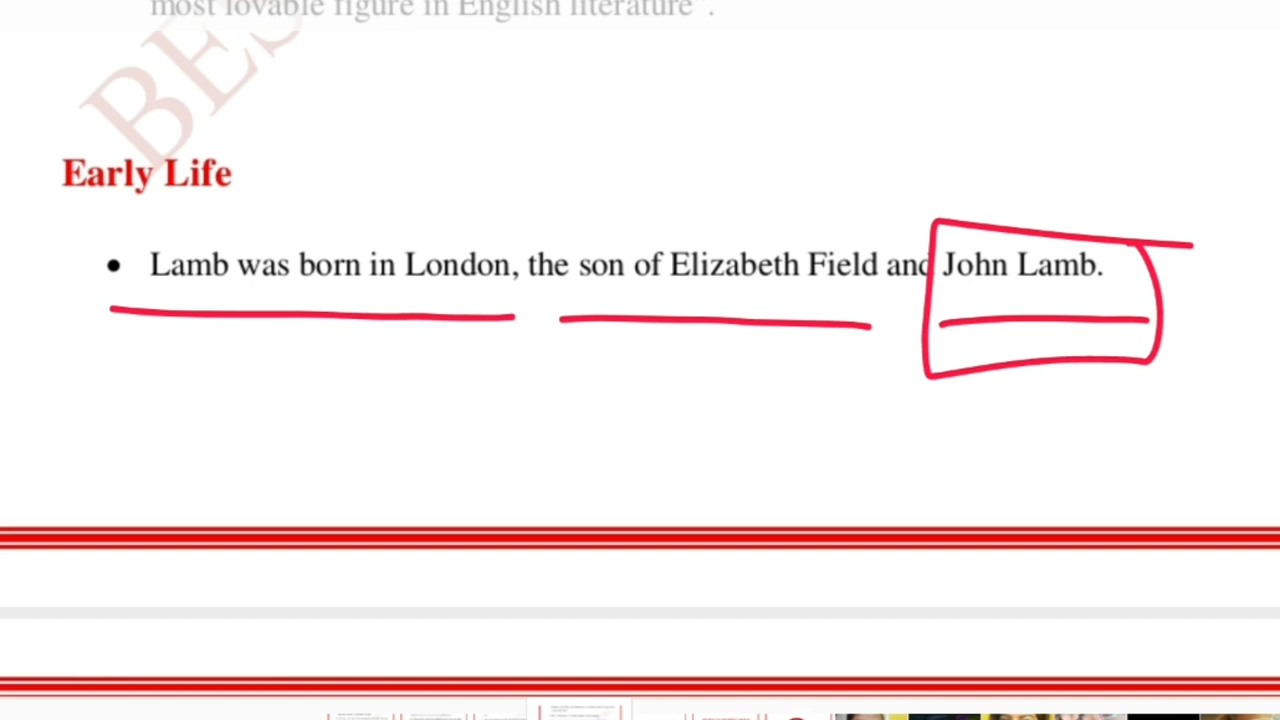 most lovable figure in English literature".
BES
Early Life
• Lamb was born in London, the son of Elizabeth Field and John Lamb.